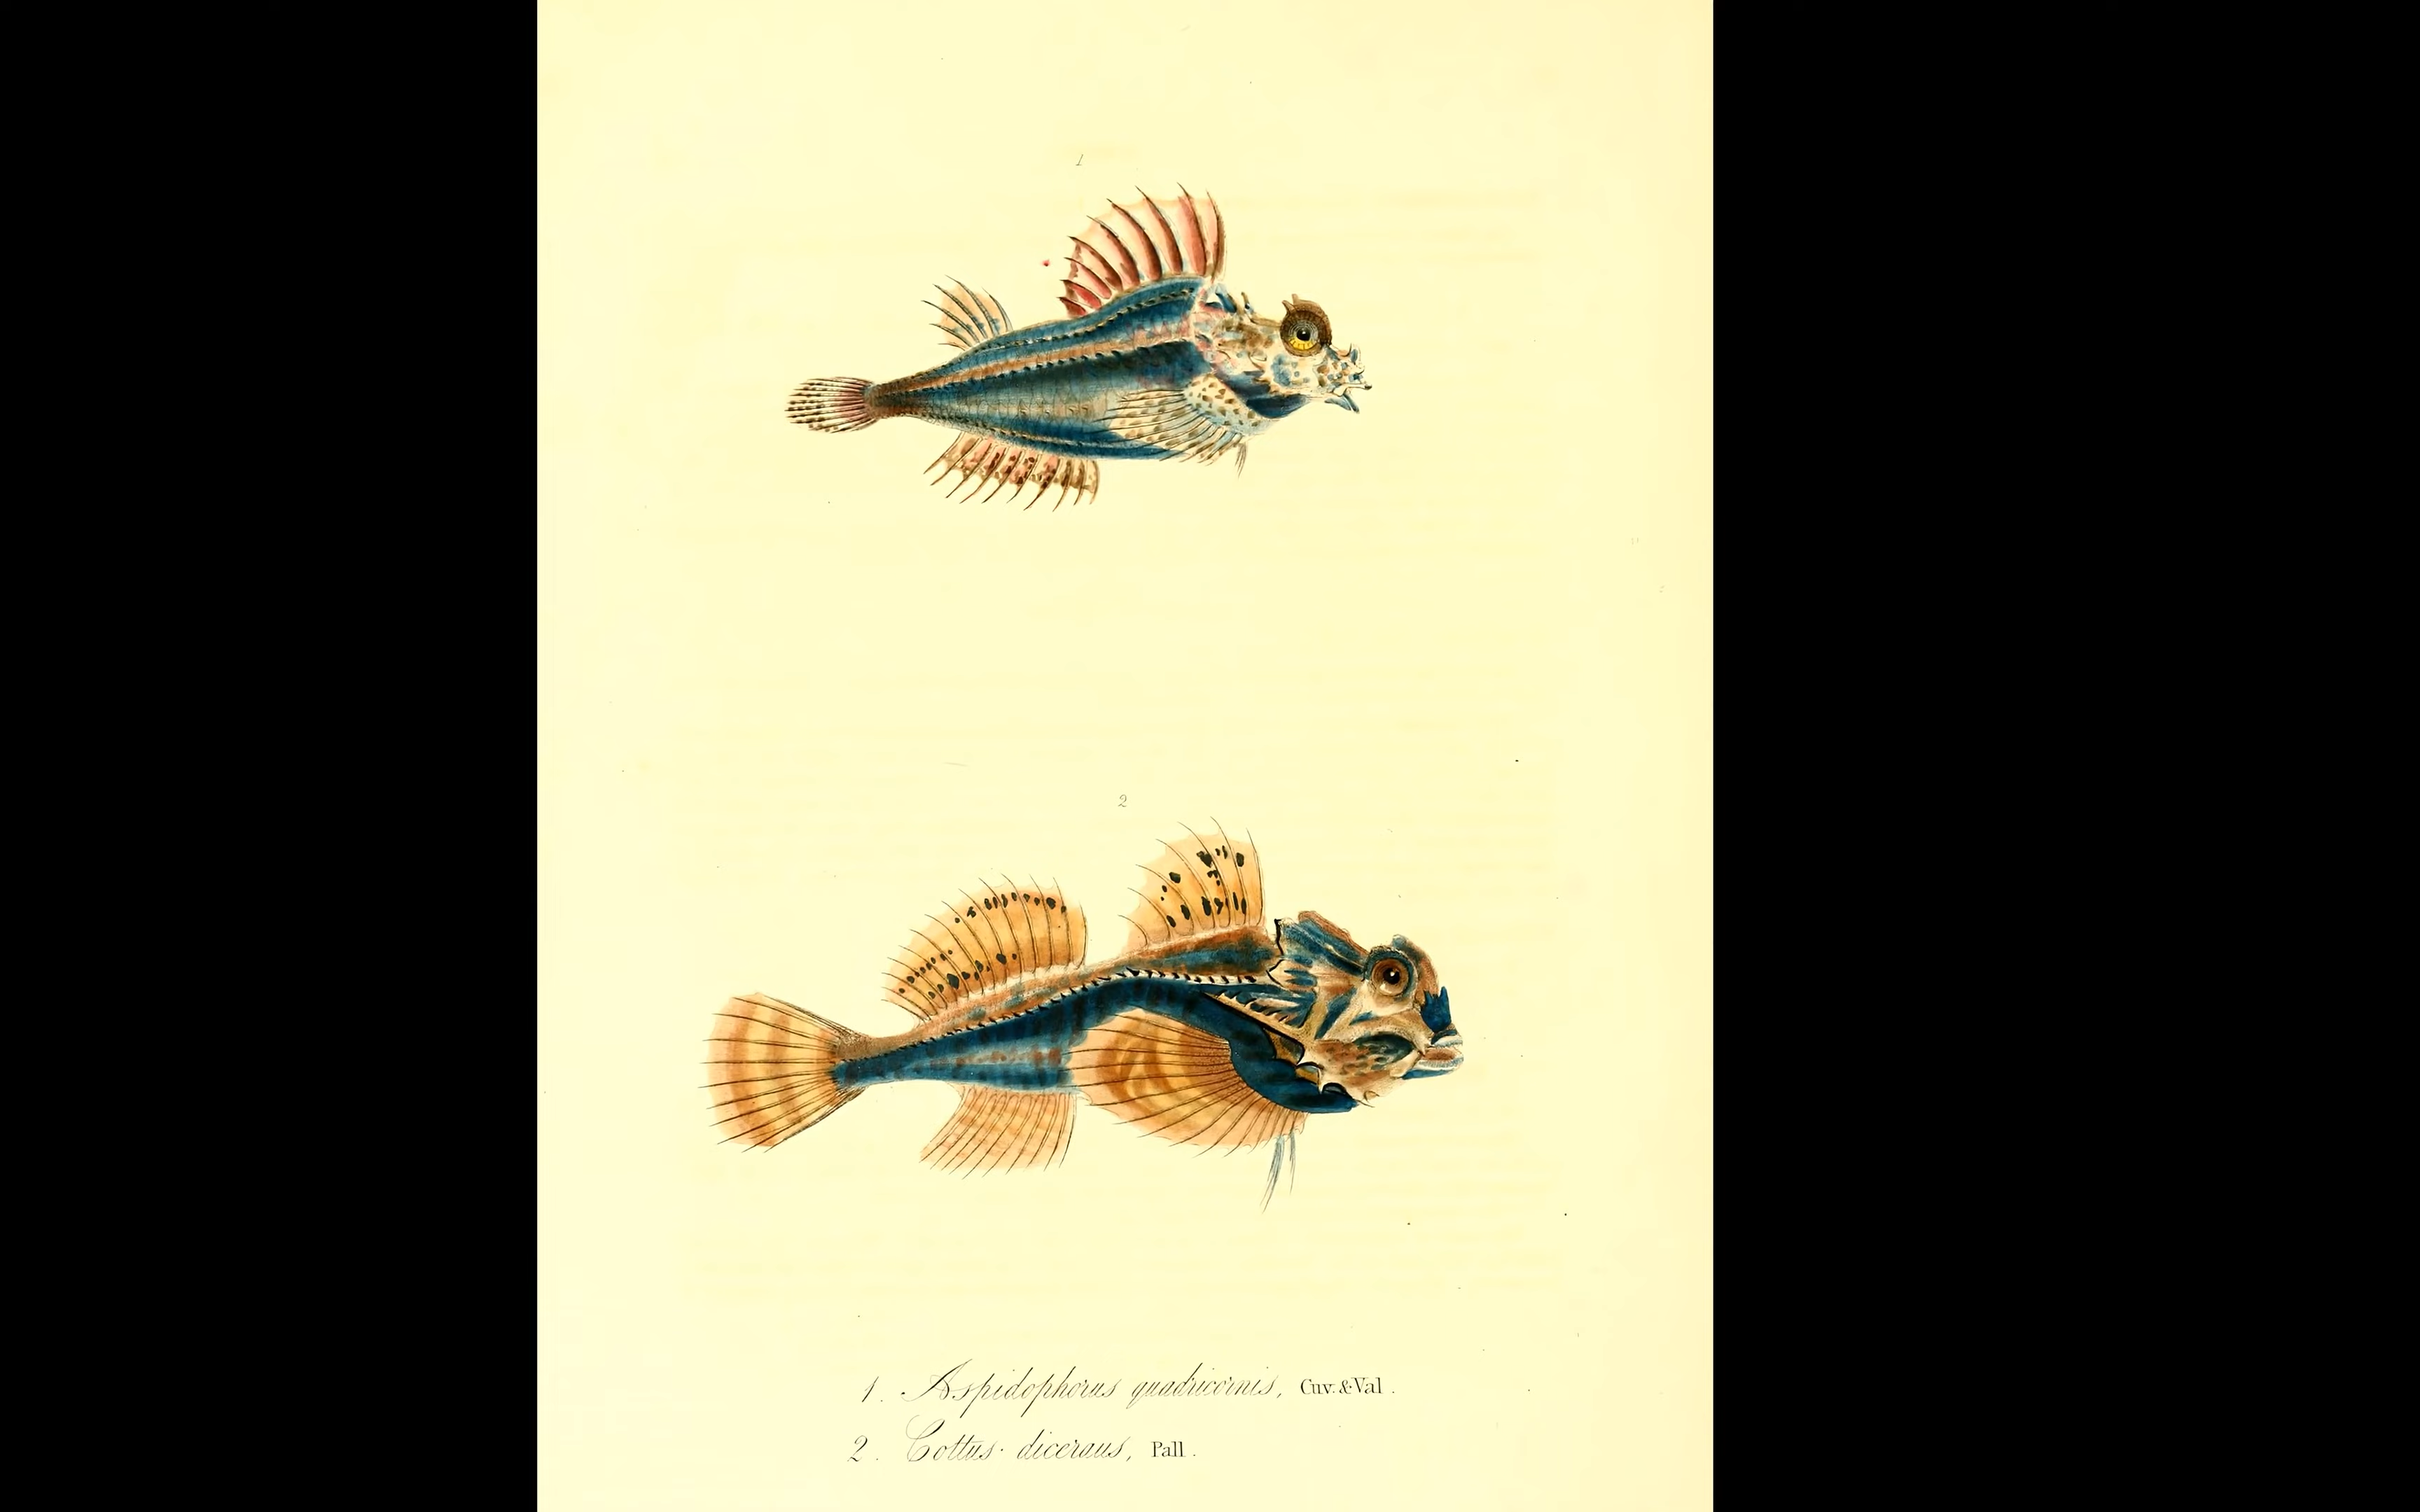 1
2
1. Aspidophorus quadricornis, Cuv. & Val.
2. Cottus diceraus, Pall.